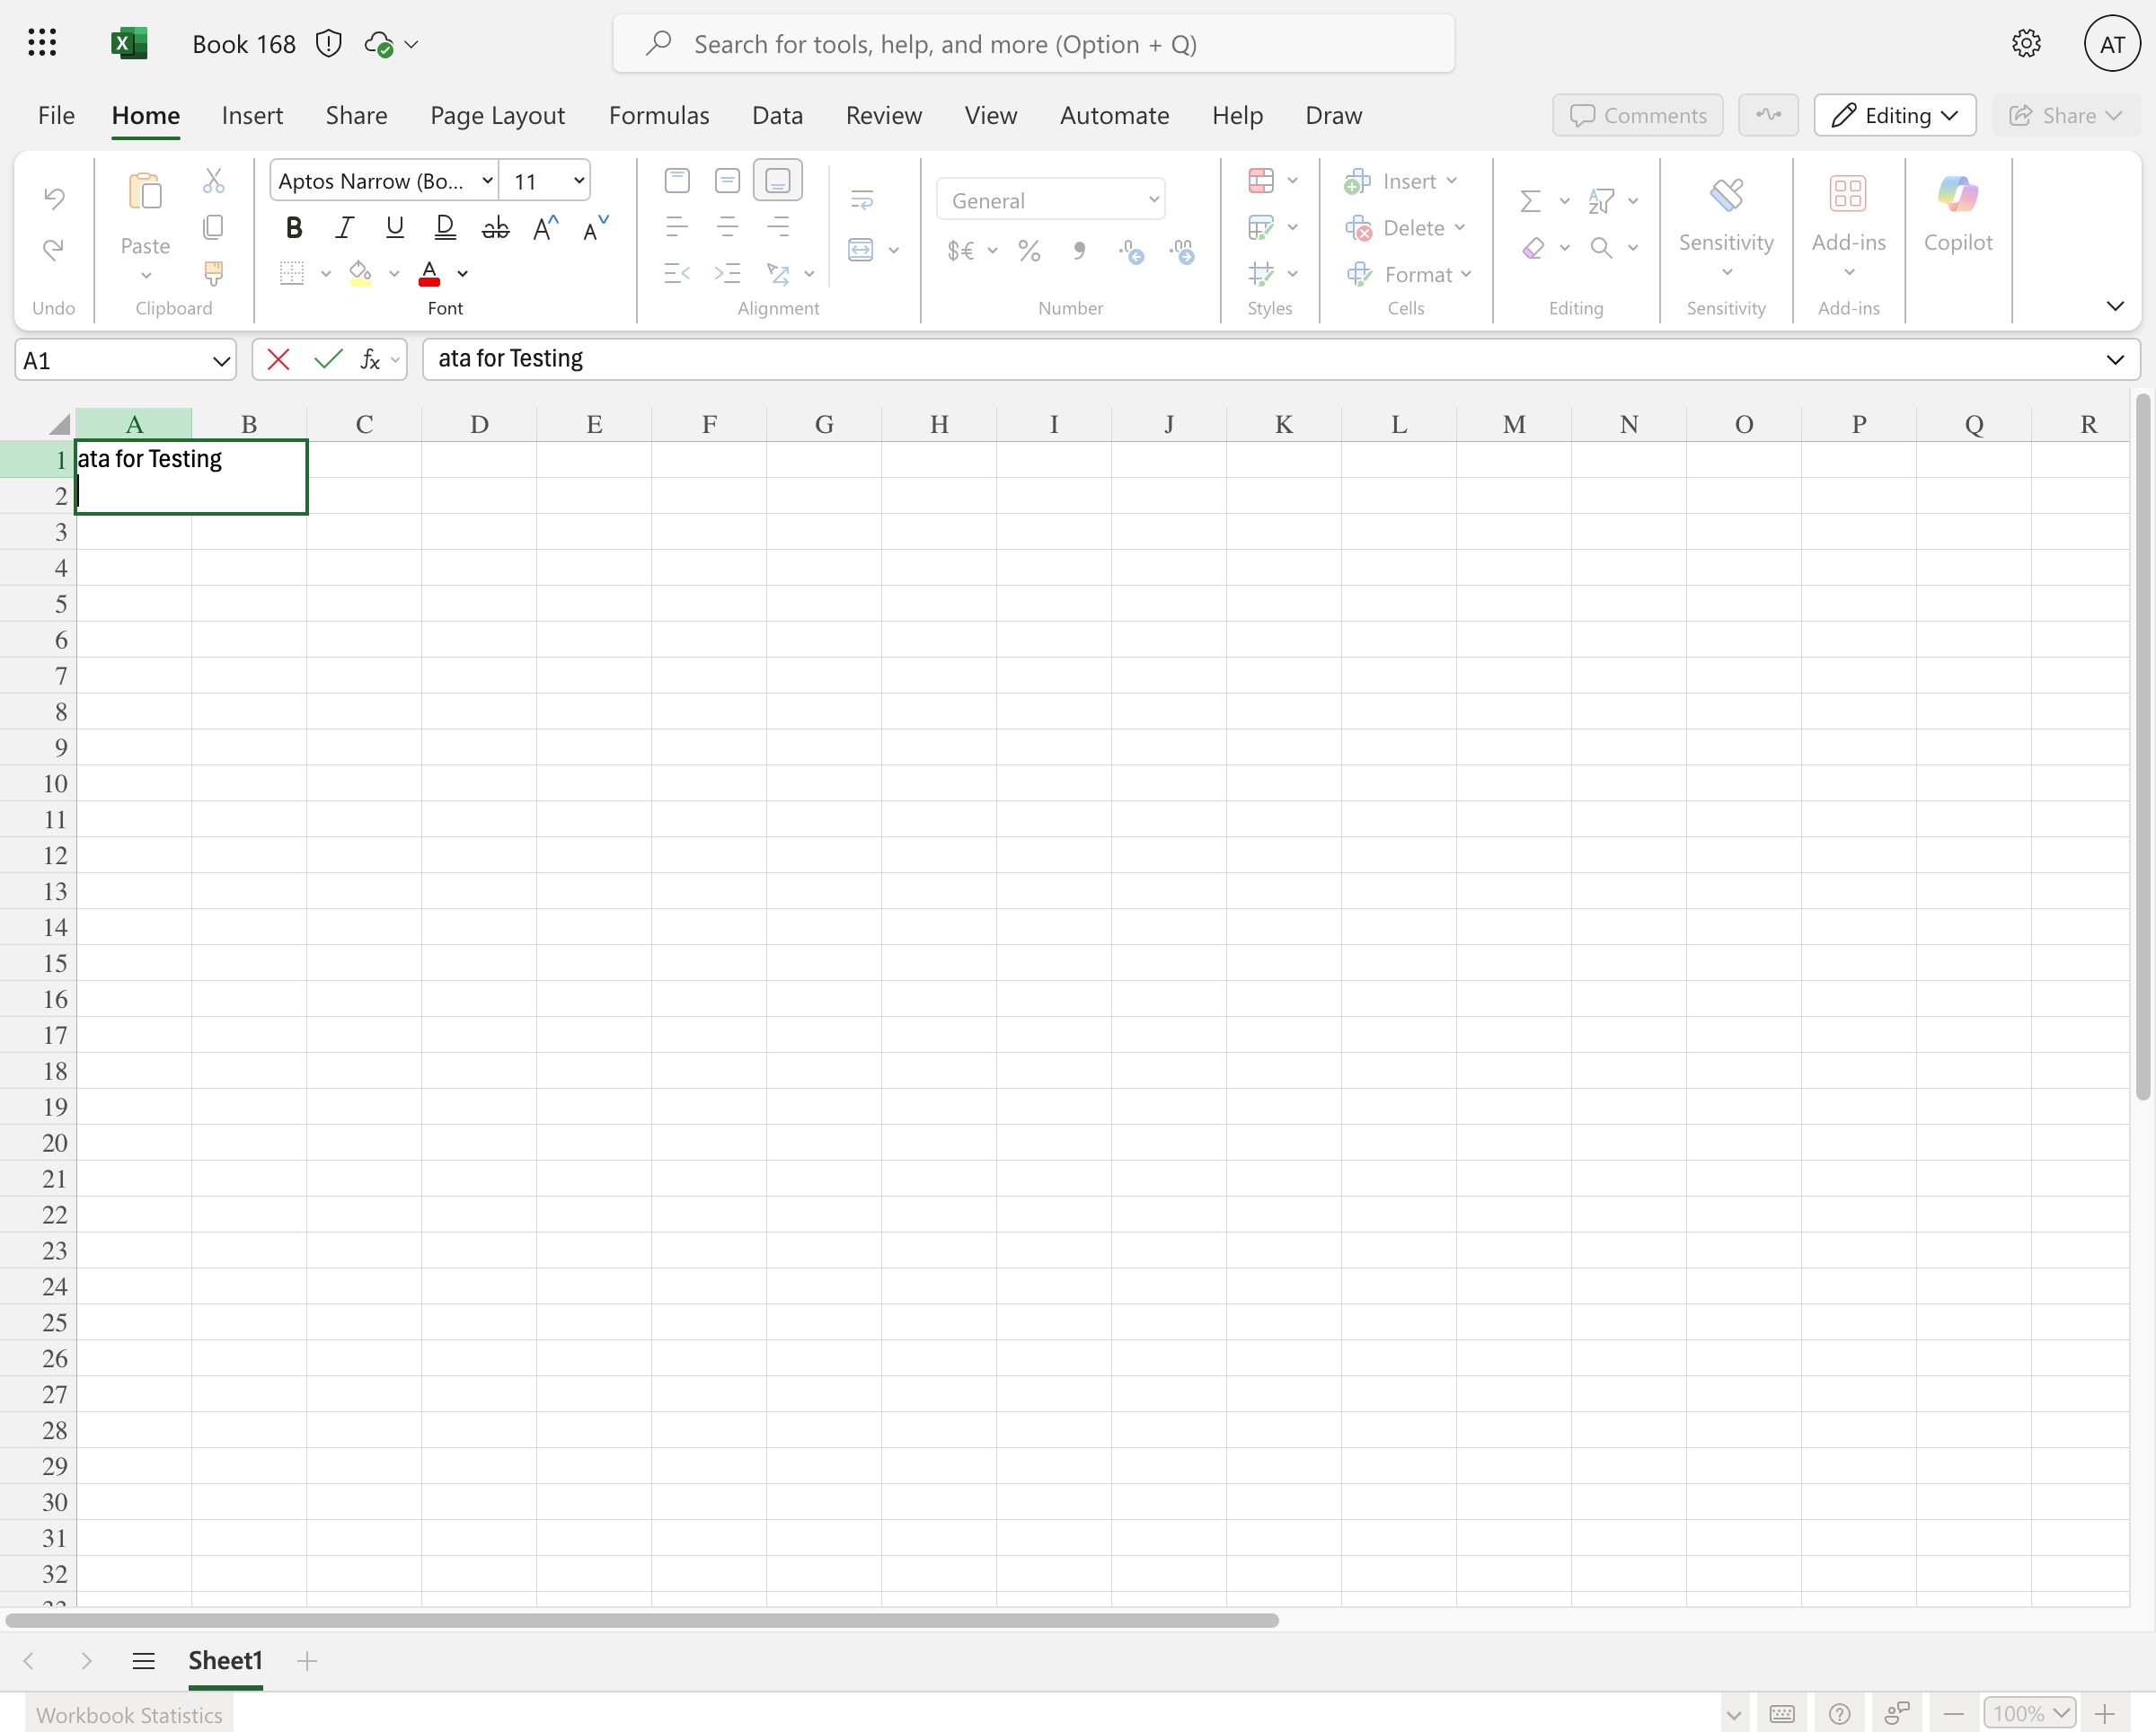 Book 168
Search for tools, help, and more (Option + Q)
AT
File Home Insert Share Page Layout Formulas Data Review View Automate Help Draw
Comments Editing Share
Paste
Aptos Narrow (Bo... 11
B I U D ab A A
A
General
$€ % 9
Insert
Delete
Format
Sensitivity
Add-ins
Copilot
Undo Clipboard Font Alignment Number Styles Cells Editing Sensitivity Add-ins
A1 fx ata for Testing
A B C D E F G H I J K L M N O P Q R
1 ata for Testing
2
3
4
5
6
7
8
9
10
11
12
13
14
15
16
17
18
19
20
21
22
23
24
25
26
27
28
29
30
31
32
Sheet1
Workbook Statistics 100%